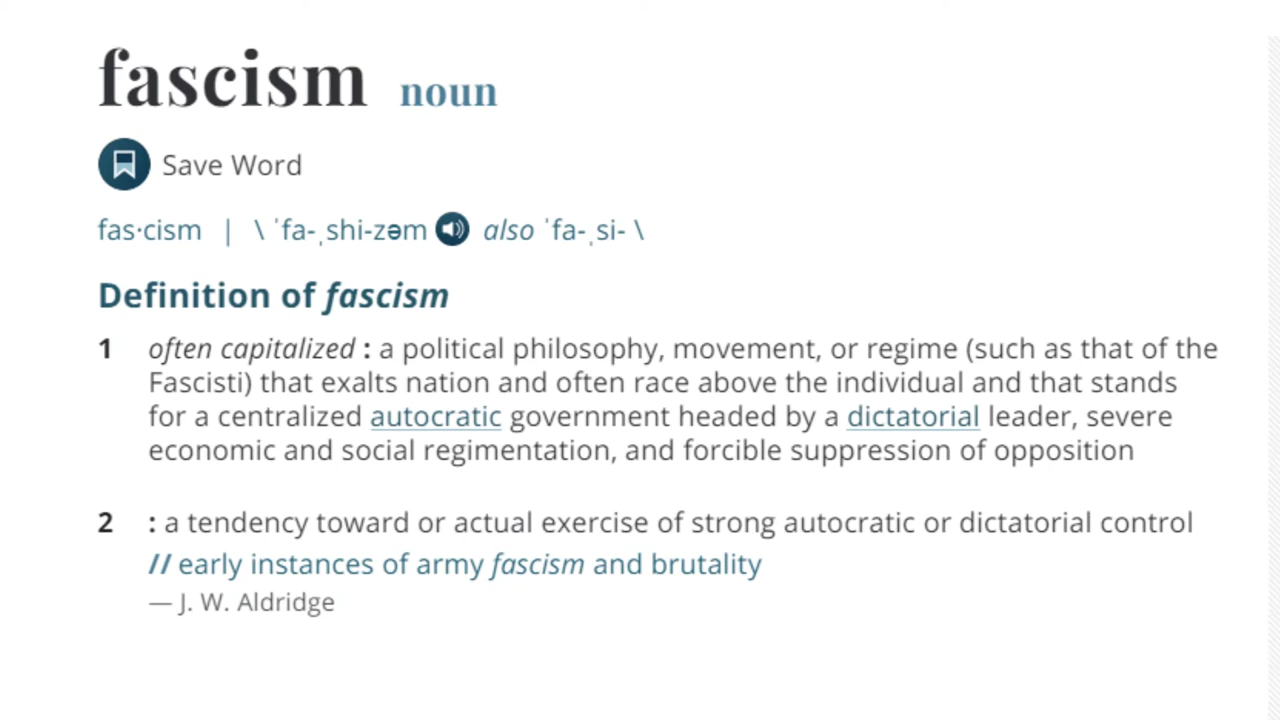 fascism noun
Save Word
fas·cism | \ ˈfa-ˌshi-zəm also ˈfa-ˌsi- \
Definition of fascism
1 often capitalized : a political philosophy, movement, or regime (such as that of the
Fascisti) that exalts nation and often race above the individual and that stands
for a centralized autocratic government headed by a dictatorial leader, severe
economic and social regimentation, and forcible suppression of opposition
2 : a tendency toward or actual exercise of strong autocratic or dictatorial control
// early instances of army fascism and brutality
— J. W. Aldridge